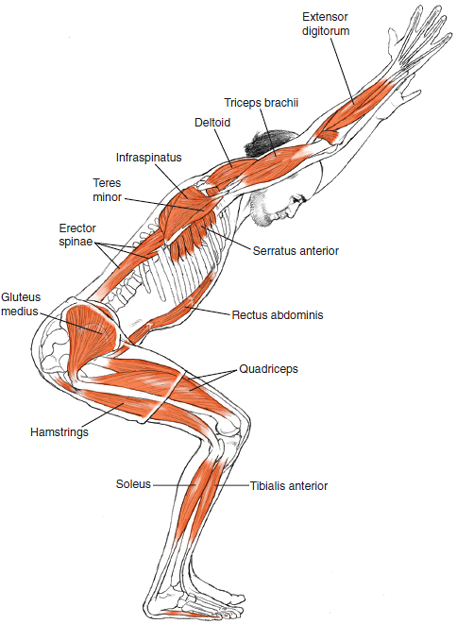 Extensor
digitorum
Triceps brachii
Deltoid
Infraspinatus
Teres
minor
Erector
spinae
Serratus anterior
Gluteus
medius
Rectus abdominis
Quadriceps
Hamstrings
Soleus
Tibialis anterior